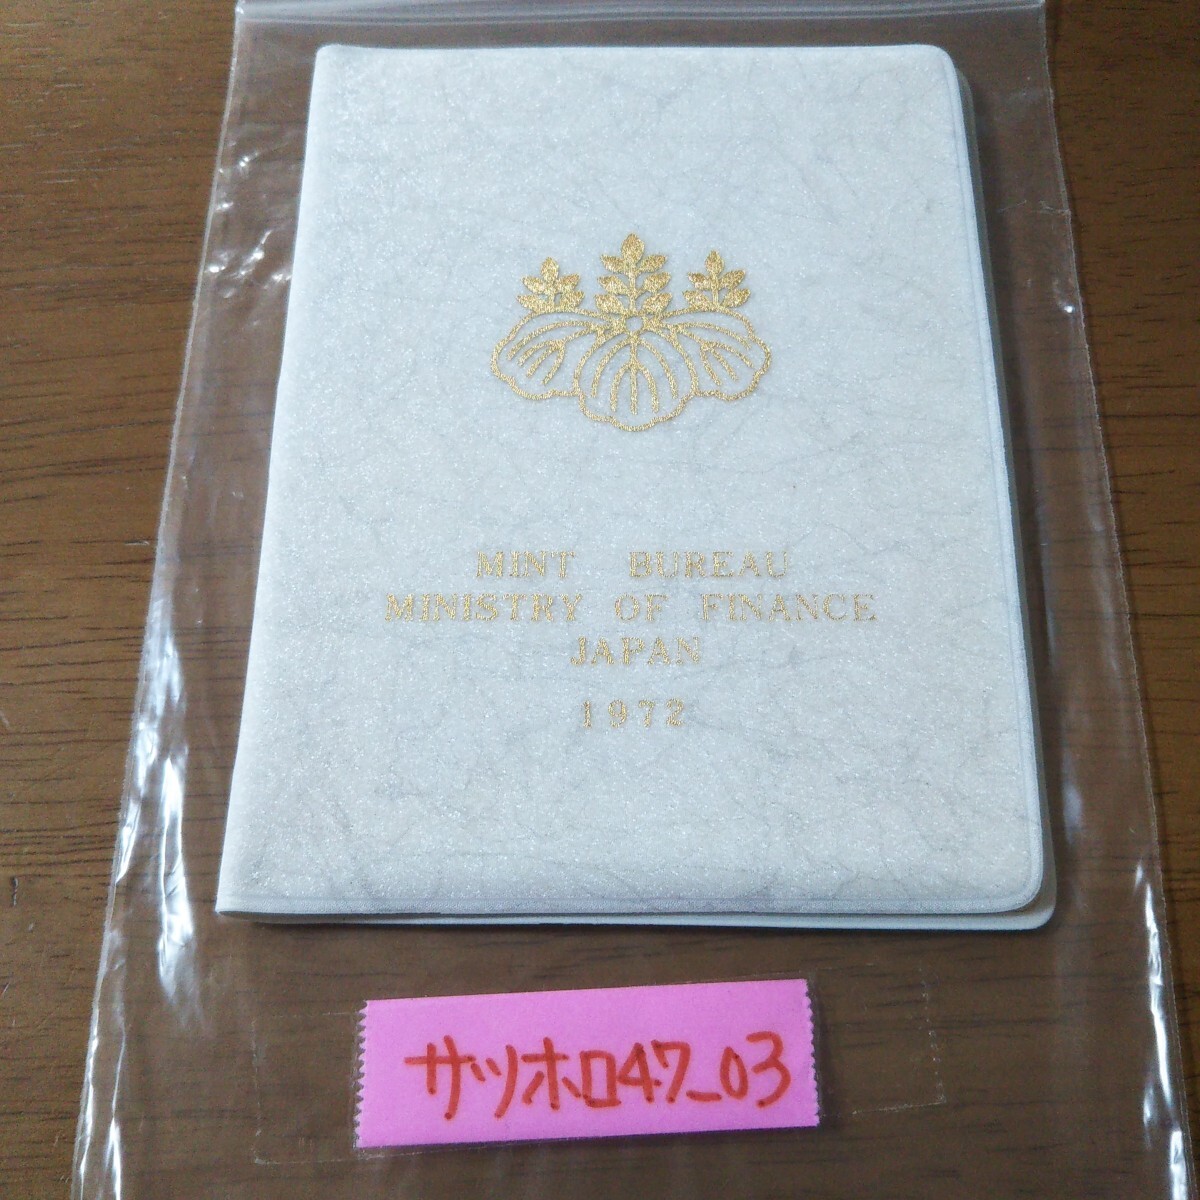 MINT BUREAU
MINISTRY OF FINANCE
JAPAN
1972
サツホロ47_03